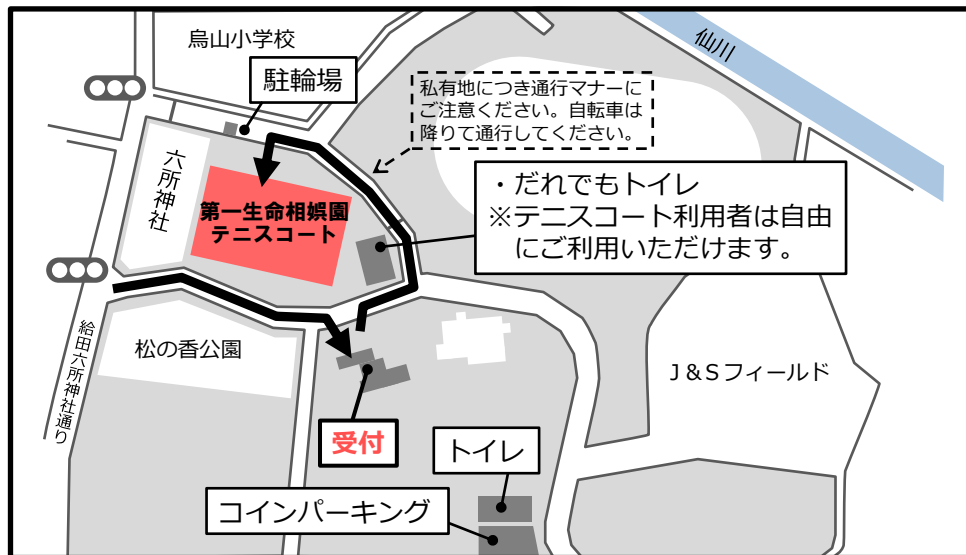 烏山小学校
仙川
駐輪場
私有地につき通行マナーに
ご注意ください。自転車は
降りて通行してください。
六所神社
・だれでもトイレ
※テニスコート利用者は自由
にご利用いただけます。
第一生命相娯園
テニスコート
給田六所神社通り
松の香公園
J＆Sフィールド
受付
トイレ
コインパーキング